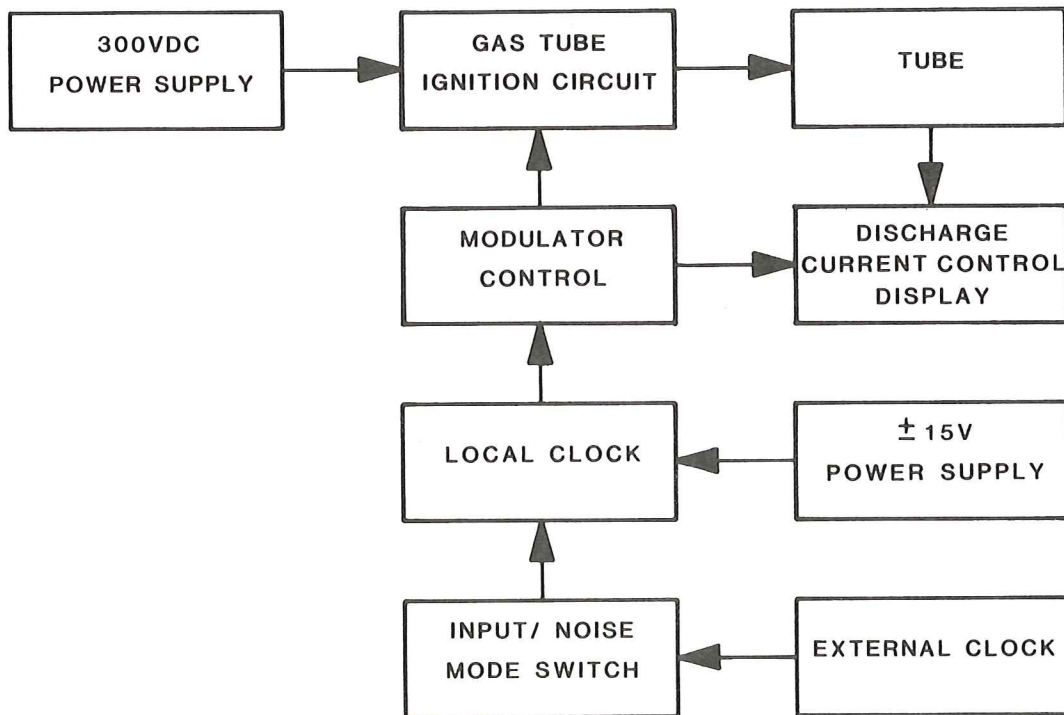 300VDC
POWER SUPPLY
GAS TUBE
IGNITION CIRCUIT
TUBE
MODULATOR
CONTROL
DISCHARGE
CURRENT CONTROL
DISPLAY
LOCAL CLOCK
± 15V
POWER SUPPLY
INPUT/ NOISE
MODE SWITCH
EXTERNAL CLOCK